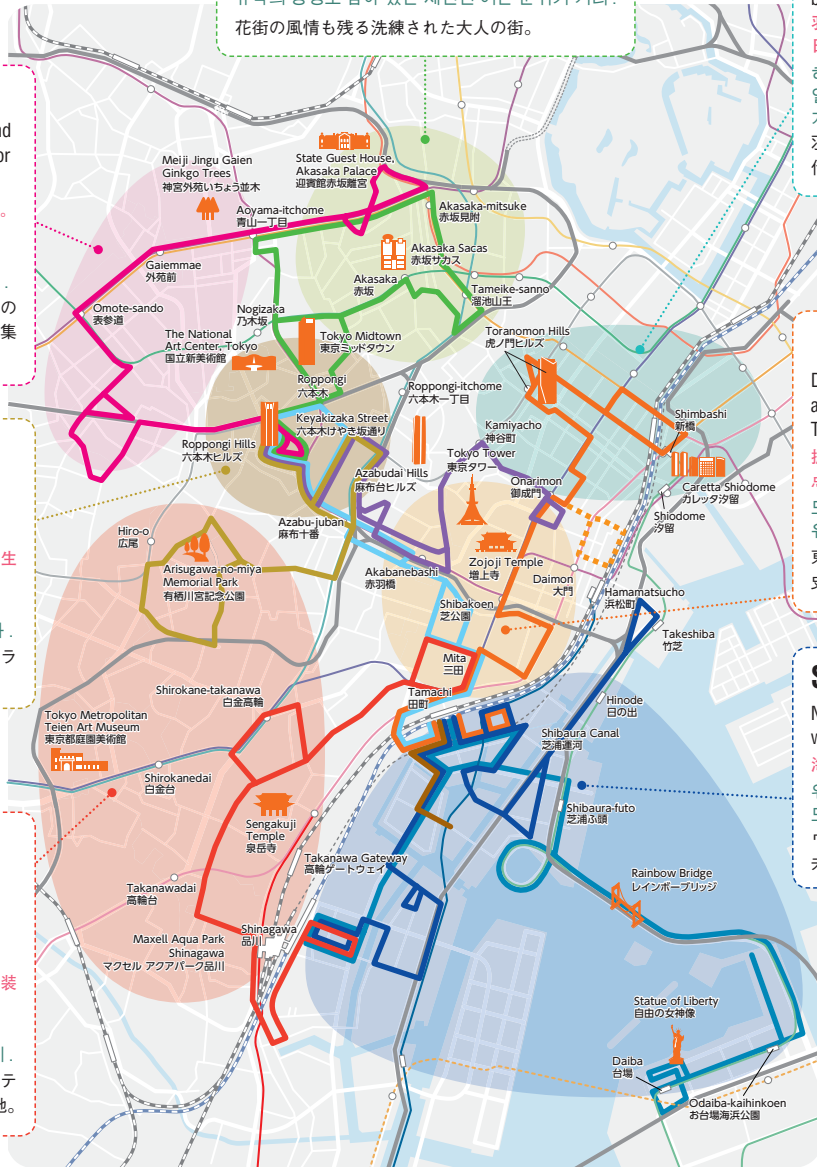 花街の風情も残る洗練された大人の街。
nd
or
。
.
の
集
生
.
ラ
装
.
テ
地。
Meiji Jingu Gaien
Ginkgo Trees
神宮外苑いちょう並木
State Guest House,
Akasaka Palace
迎賓館赤坂離宮
Aoyama-itchome
青山一丁目
Akasaka-mitsuke
赤坂見附
Akasaka Sacas
赤坂サカス
Gaiemmae
外苑前
Akasaka
赤坂
Tameike-sanno
溜池山王
Omote-sando
表参道
Nogizaka
乃木坂
The National
Art Center, Tokyo
国立新美術館
Tokyo Midtown
東京ミッドタウン
Toranomon Hills
虎ノ門ヒルズ
Roppongi
六本木
Roppongi-itchome
六本木一丁目
Keyakizaka Street
六本木けやき坂通り
Roppongi Hills
六本木ヒルズ
Kamiyacho
神谷町
Shimbashi
新橋
Tokyo Tower
東京タワー
Azabudai Hills
麻布台ヒルズ
Onarimon
御成門
Caretta Shiodome
カレッタ汐留
Shiodome
汐留
Hiro-o
広尾
Azabu-juban
麻布十番
Arisugawa-no-miya
Memorial Park
有栖川宮記念公園
Akabanebashi
赤羽橋
Zojoji Temple
増上寺
Daimon
大門
Hamamatsucho
浜松町
Shibakoen
芝公園
Takeshiba
竹芝
Mita
三田
Shirokane-takanawa
白金高輪
Tamachi
田町
Hinode
日の出
Tokyo Metropolitan
Teien Art Museum
東京都庭園美術館
Shibaura Canal
芝浦運河
Shirokanedai
白金台
Shibaura-futo
芝浦ふ頭
Sengakuji
Temple
泉岳寺
Takanawa Gateway
高輪ゲートウェイ
Takanawadai
高輪台
Rainbow Bridge
レインボーブリッジ
Maxell Aqua Park
Shinagawa
マクセル アクアパーク品川
Shinagawa
品川
Statue of Liberty
自由の女神像
Daiba
台場
Odaiba-kaihinkoen
お台場海浜公園